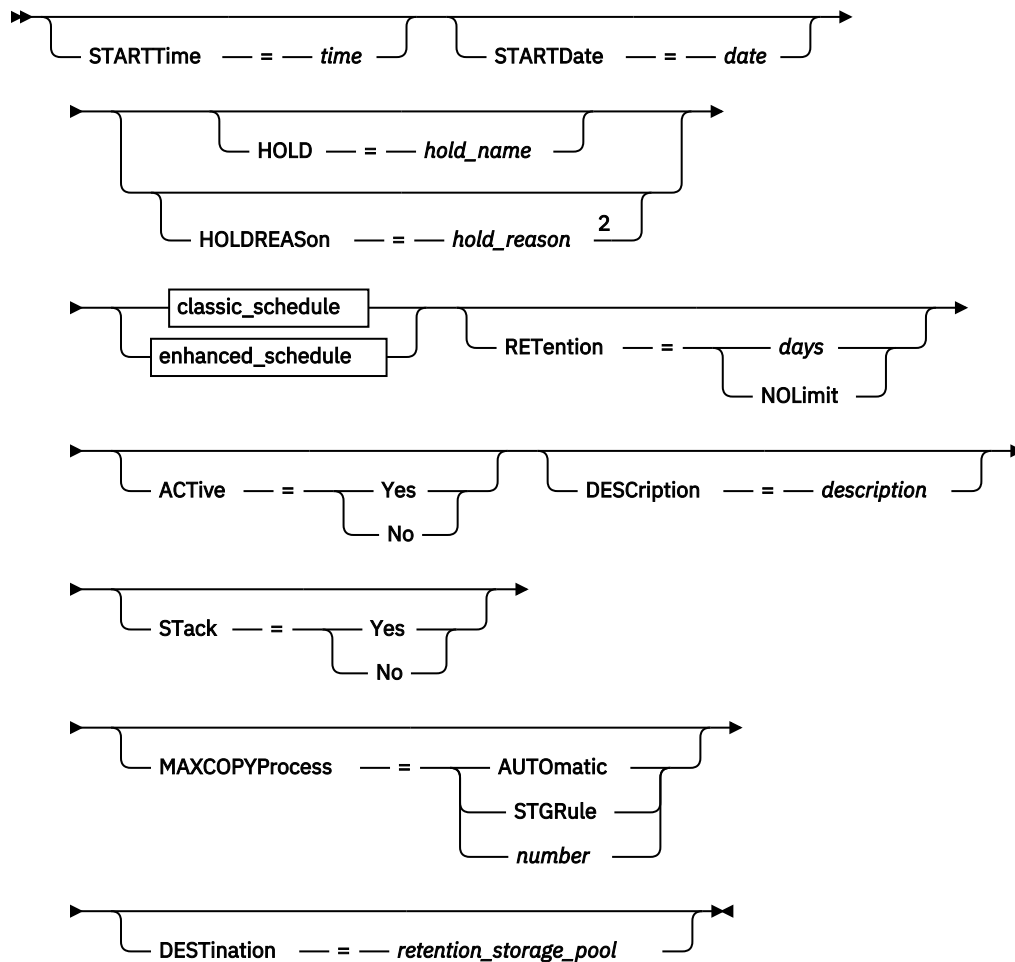 STARTTime = time STARTDate = date
HOLD = hold_name
HOLDREASon = hold_reason 2
classic_schedule
enhanced_schedule
RETention = days
NOLimit
ACTive = Yes
No
DESCription = description
STack = Yes
No
MAXCOPYProcess = AUTOmatic
STGRule
number
DESTination = retention_storage_pool